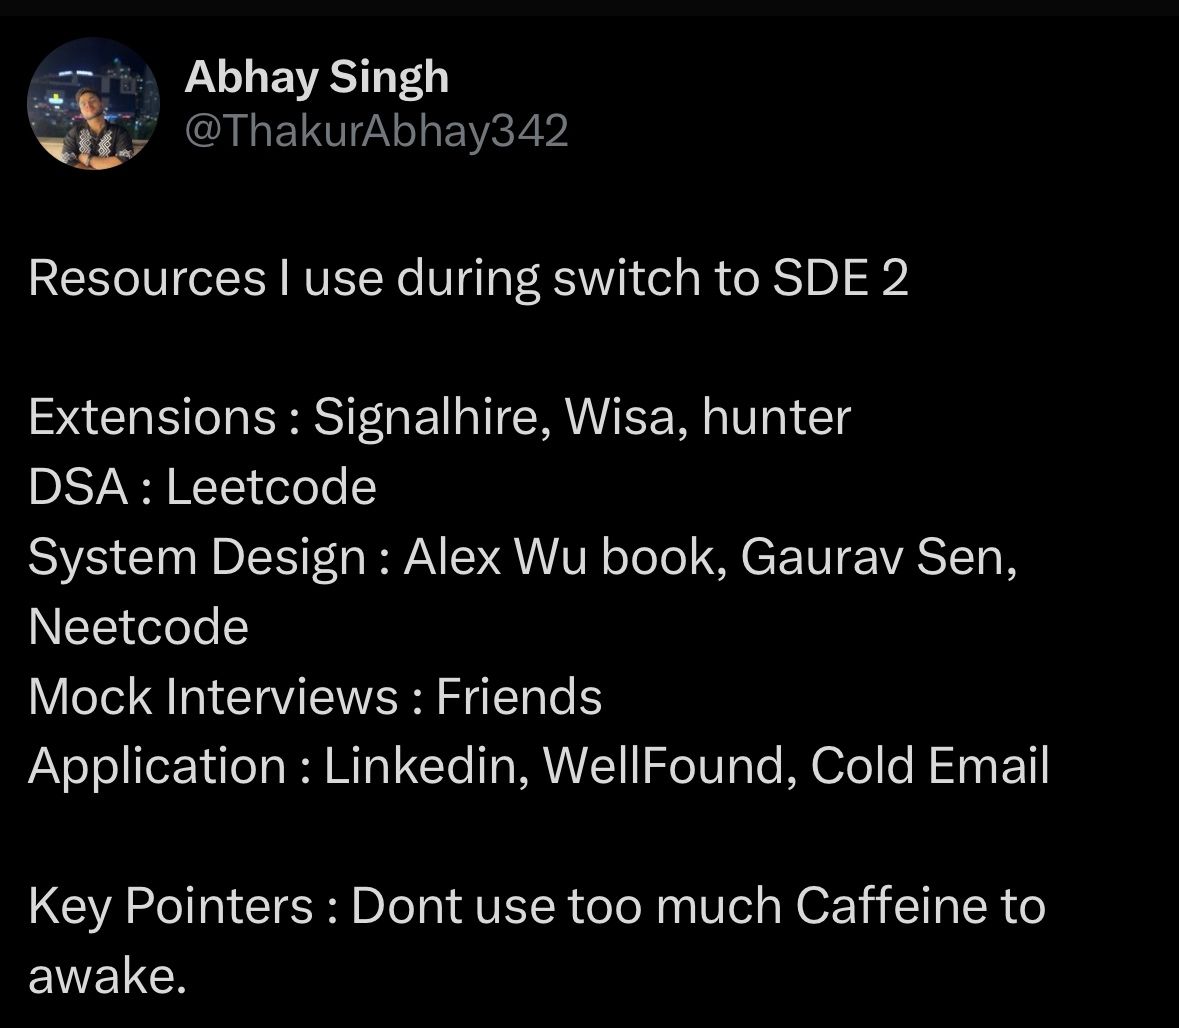 Abhay Singh
@ThakurAbhay342
Resources I use during switch to SDE 2
Extensions : Signalhire, Wisa, hunter
DSA : Leetcode
System Design : Alex Wu book, Gaurav Sen,
Neetcode
Mock Interviews : Friends
Application : Linkedin, WellFound, Cold Email
Key Pointers : Dont use too much Caffeine to
awake.